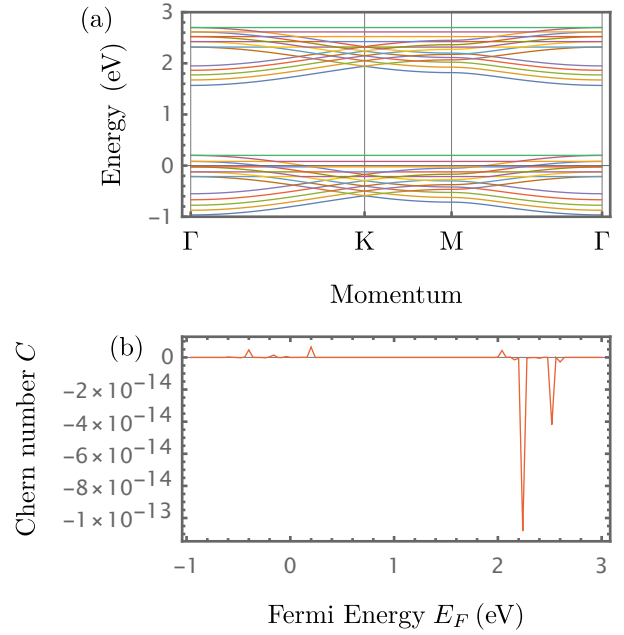 (a)
Energy (eV)
3
2
1
0
−1
Γ K M Γ
Momentum
(b)
Chern number C
0
−2×10⁻¹⁴
−4×10⁻¹⁴
−6×10⁻¹⁴
−8×10⁻¹⁴
−1×10⁻¹³
−1 0 1 2 3
Fermi Energy E_F (eV)